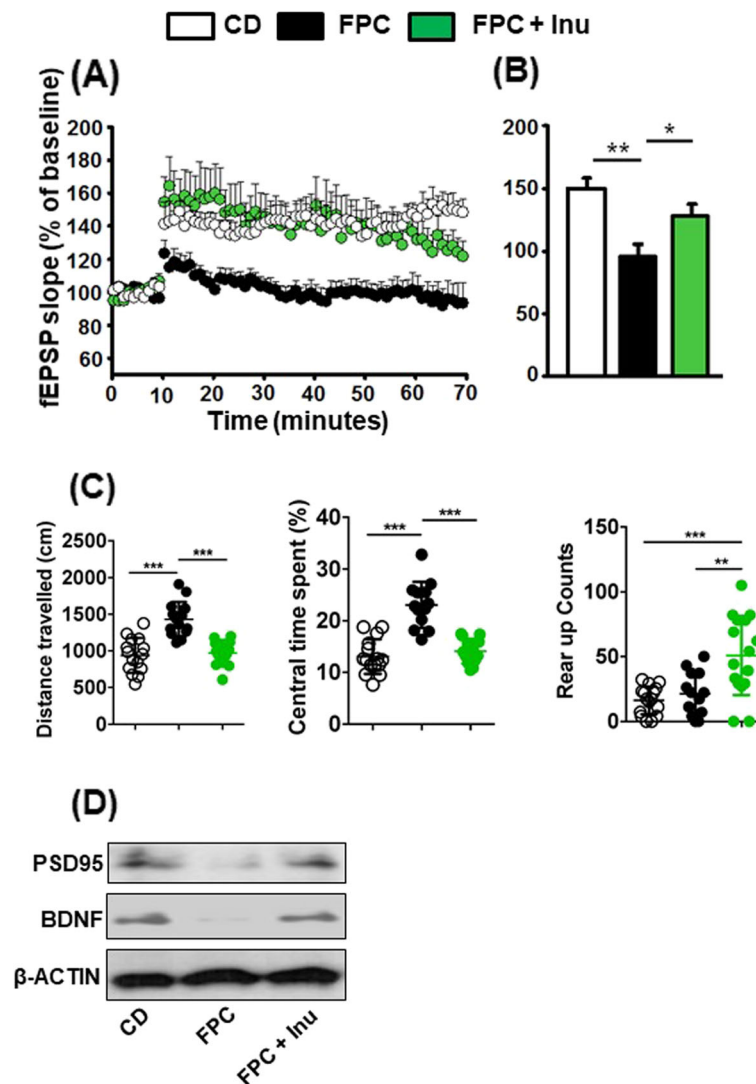 CD FPC FPC + Inu
(A) (B)
fEPSP slope (% of baseline)
200
180
160
140
120
100
80
60
0 10 20 30 40 50 60 70
Time (minutes)
200
150
100
50
0
** *
(C)
Distance travelled (cm)
2500
2000
1500
1000
500
0
*** ***
Central time spent (%)
40
30
20
10
0
*** ***
Rear up Counts
150
100
50
0
***
**
(D)
PSD95
BDNF
β-ACTIN
CD FPC FPC + Inu